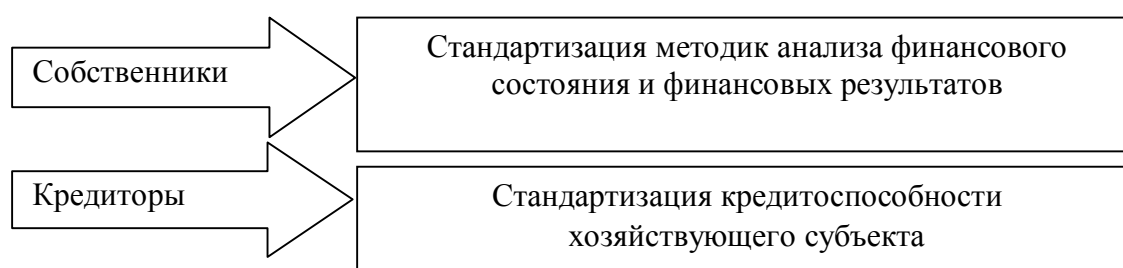 Собственники
Стандартизация методик анализа финансового
состояния и финансовых результатов
Кредиторы
Стандартизация кредитоспособности
хозяйствующего субъекта